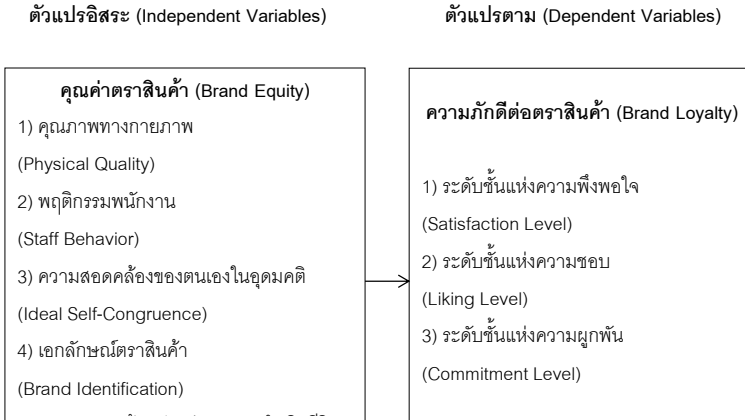 ตัวแปรอิสระ (Independent Variables)
ตัวแปรตาม (Dependent Variables)
คุณค่าตราสินค้า (Brand Equity)
1) คุณภาพทางกายภาพ
(Physical Quality)
2) พฤติกรรมพนักงาน
(Staff Behavior)
3) ความสอดคล้องของตนเองในอุดมคติ
(Ideal Self-Congruence)
4) เอกลักษณ์ตราสินค้า
(Brand Identification)
ความภักดีต่อตราสินค้า (Brand Loyalty)
1) ระดับชั้นแห่งความพึงพอใจ
(Satisfaction Level)
2) ระดับชั้นแห่งความชอบ
(Liking Level)
3) ระดับชั้นแห่งความผูกพัน
(Commitment Level)